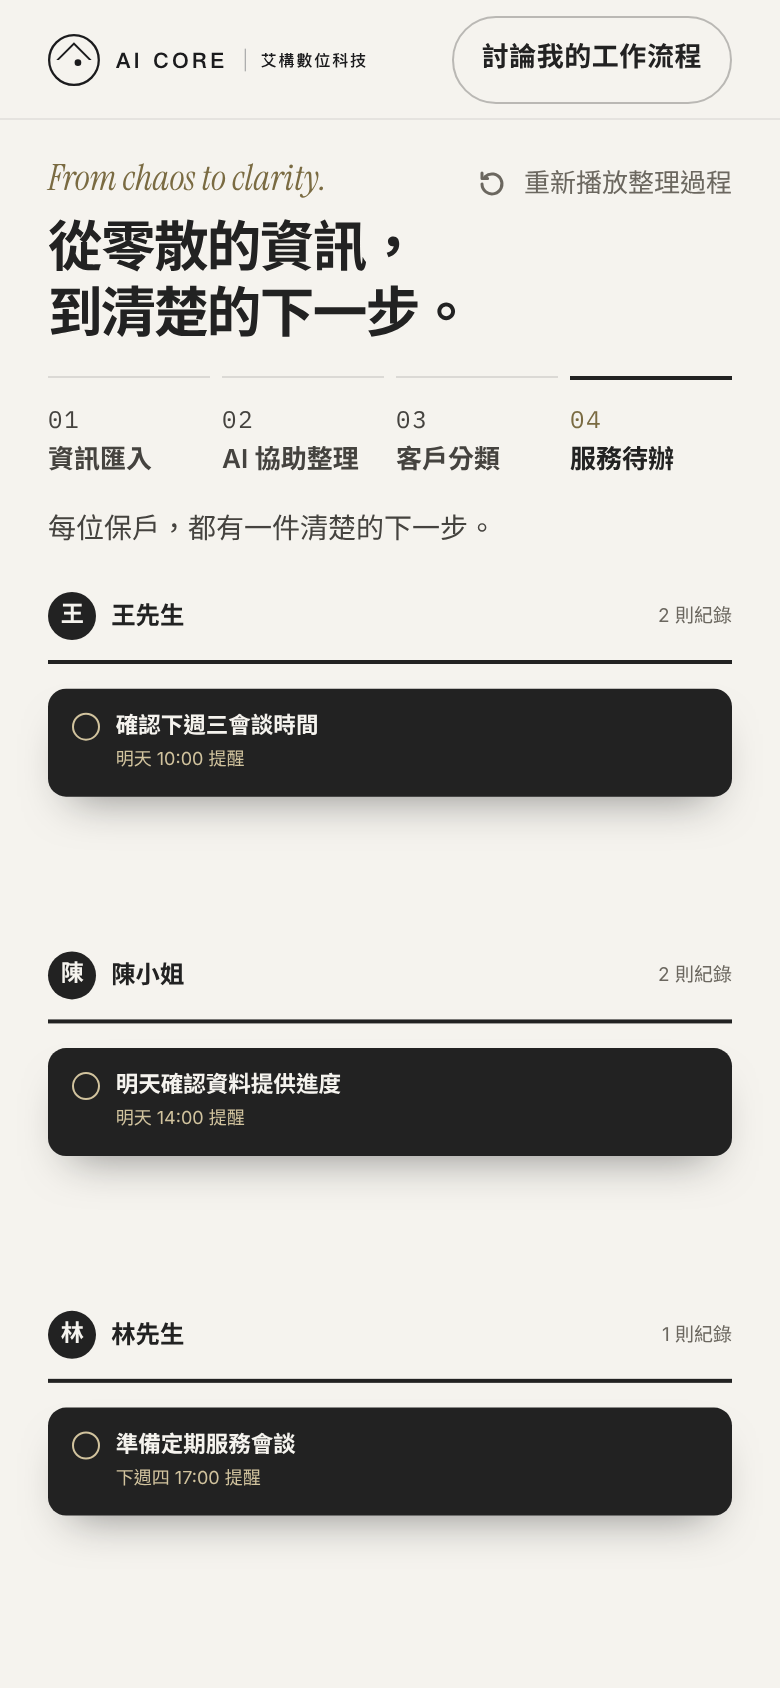 AI CORE | 艾構數位科技
討論我的工作流程
From chaos to clarity.
重新播放整理過程
從零散的資訊，
到清楚的下一步。
01
資訊匯入
02
AI 協助整理
03
客戶分類
04
服務待辦
每位保戶，都有一件清楚的下一步。
王 王先生
2 則紀錄
確認下週三會談時間
明天 10:00 提醒
陳 陳小姐
2 則紀錄
明天確認資料提供進度
明天 14:00 提醒
林 林先生
1 則紀錄
準備定期服務會談
下週四 17:00 提醒